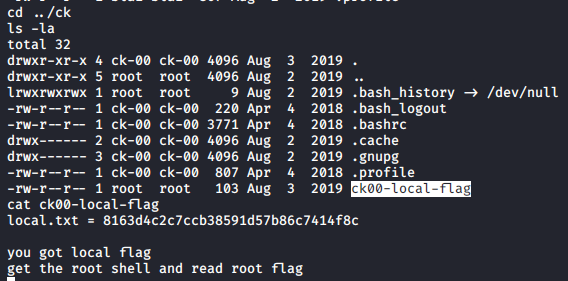 cd ../ck
ls -la
total 32
drwxr-xr-x 4 ck-00 ck-00 4096 Aug 3 2019 .
drwxr-xr-x 5 root root 4096 Aug 2 2019 ..
lrwxrwxrwx 1 root root 9 Aug 2 2019 .bash_history → /dev/null
-rw-r--r-- 1 ck-00 ck-00 220 Apr 4 2018 .bash_logout
-rw-r--r-- 1 ck-00 ck-00 3771 Apr 4 2018 .bashrc
drwx------ 2 ck-00 ck-00 4096 Aug 2 2019 .cache
drwx------ 3 ck-00 ck-00 4096 Aug 2 2019 .gnupg
-rw-r--r-- 1 ck-00 ck-00 807 Apr 4 2018 .profile
-rw-r--r-- 1 root root 103 Aug 3 2019 ck00-local-flag
cat ck00-local-flag
local.txt = 8163d4c2c7ccb38591d57b86c7414f8c
you got local flag
get the root shell and read root flag